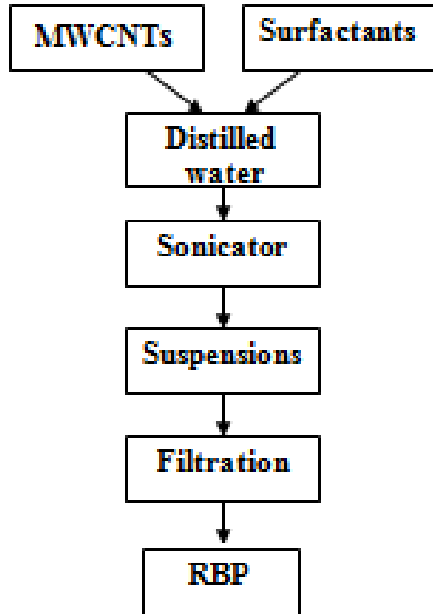 MWCNTs
Surfactants
Distilled
water
Sonicator
Suspensions
Filtration
RBP